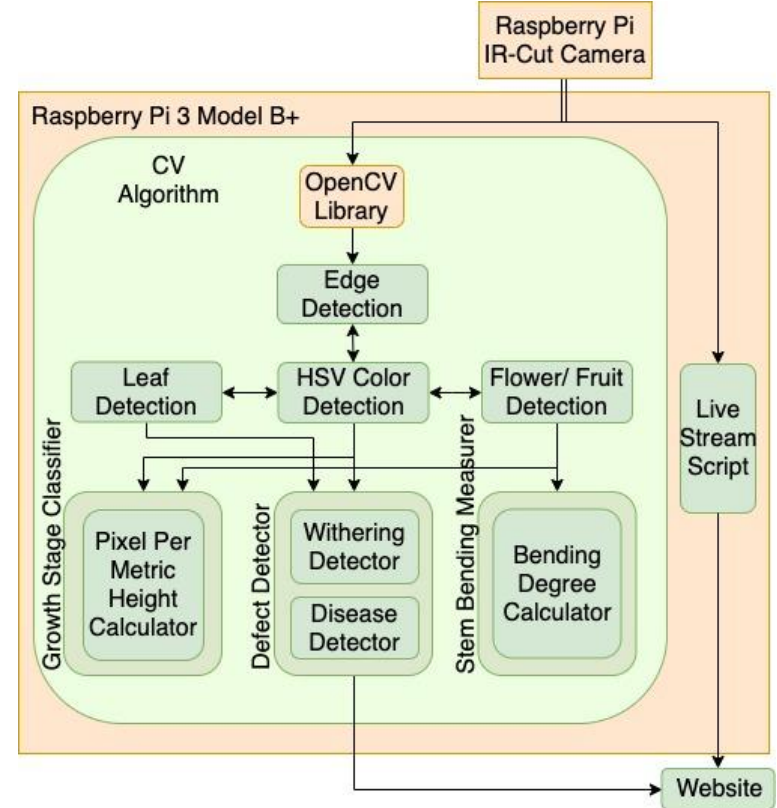 Raspberry Pi
IR-Cut Camera
Raspberry Pi 3 Model B+
CV
Algorithm
OpenCV
Library
Edge
Detection
Leaf
Detection
HSV Color
Detection
Flower/ Fruit
Detection
Live
Stream
Script
Growth Stage Classifier
Pixel Per
Metric
Height
Calculator
Defect Detector
Withering
Detector
Disease
Detector
Stem Bending Measurer
Bending
Degree
Calculator
Website